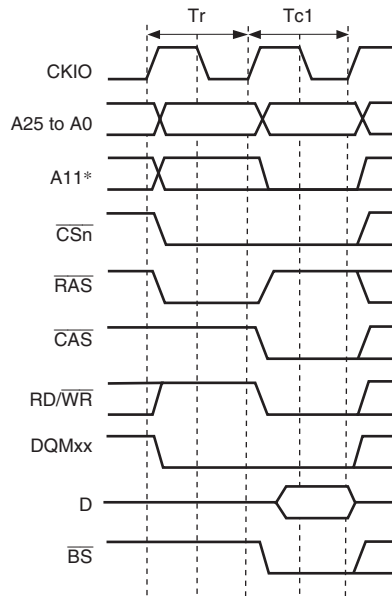 Tr Tc1
CKIO
A25 to A0
A11*
CSn
RAS
CAS
RD/WR
DQMxx
D
BS